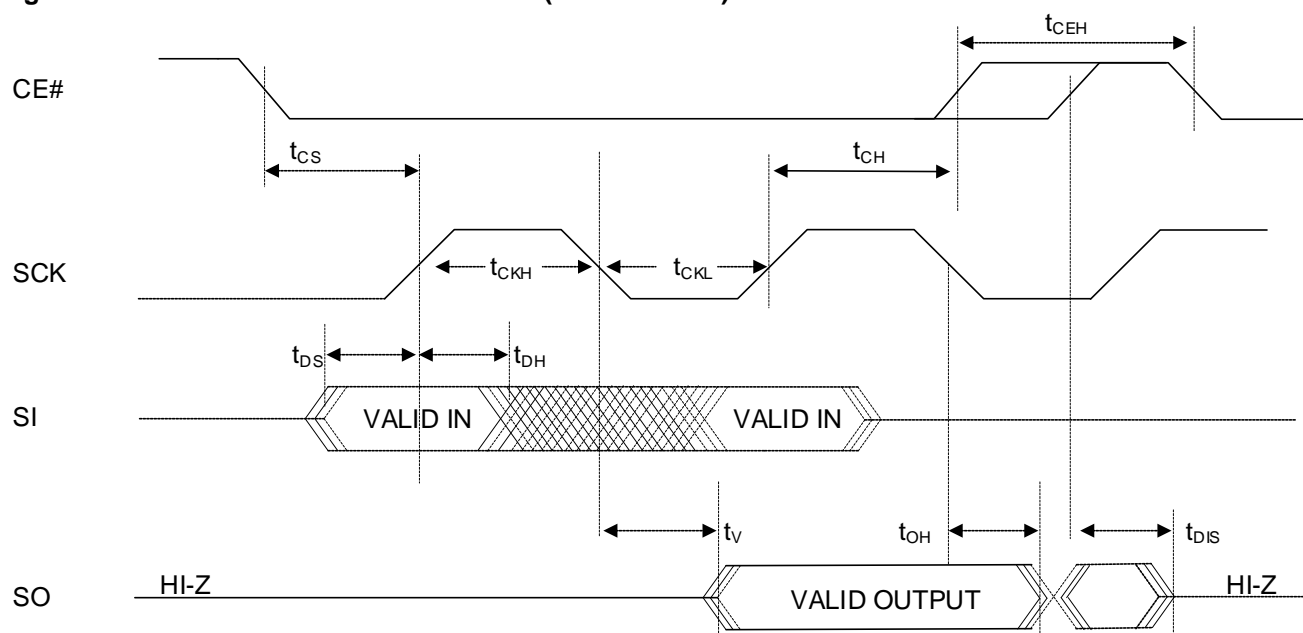 tCEH
CE#
tCS
tCH
SCK
tCKH
tCKL
tDS
tDH
SI
VALID IN
VALID IN
tV
tOH
tDIS
SO
HI-Z
VALID OUTPUT
HI-Z